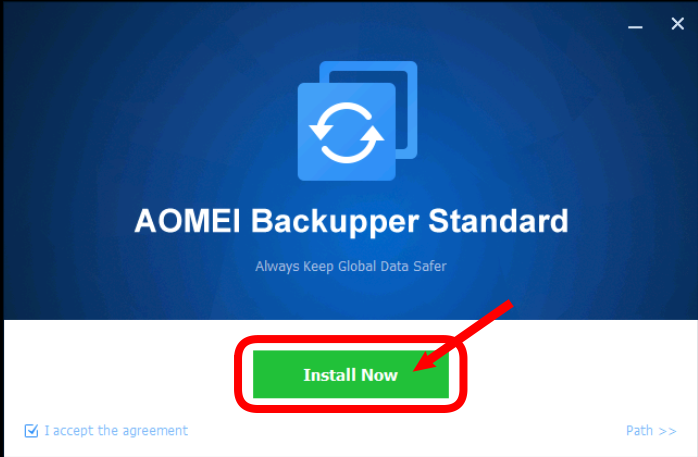 AOMEI Backupper Standard
Always Keep Global Data Safer
Install Now
I accept the agreement
Path >>